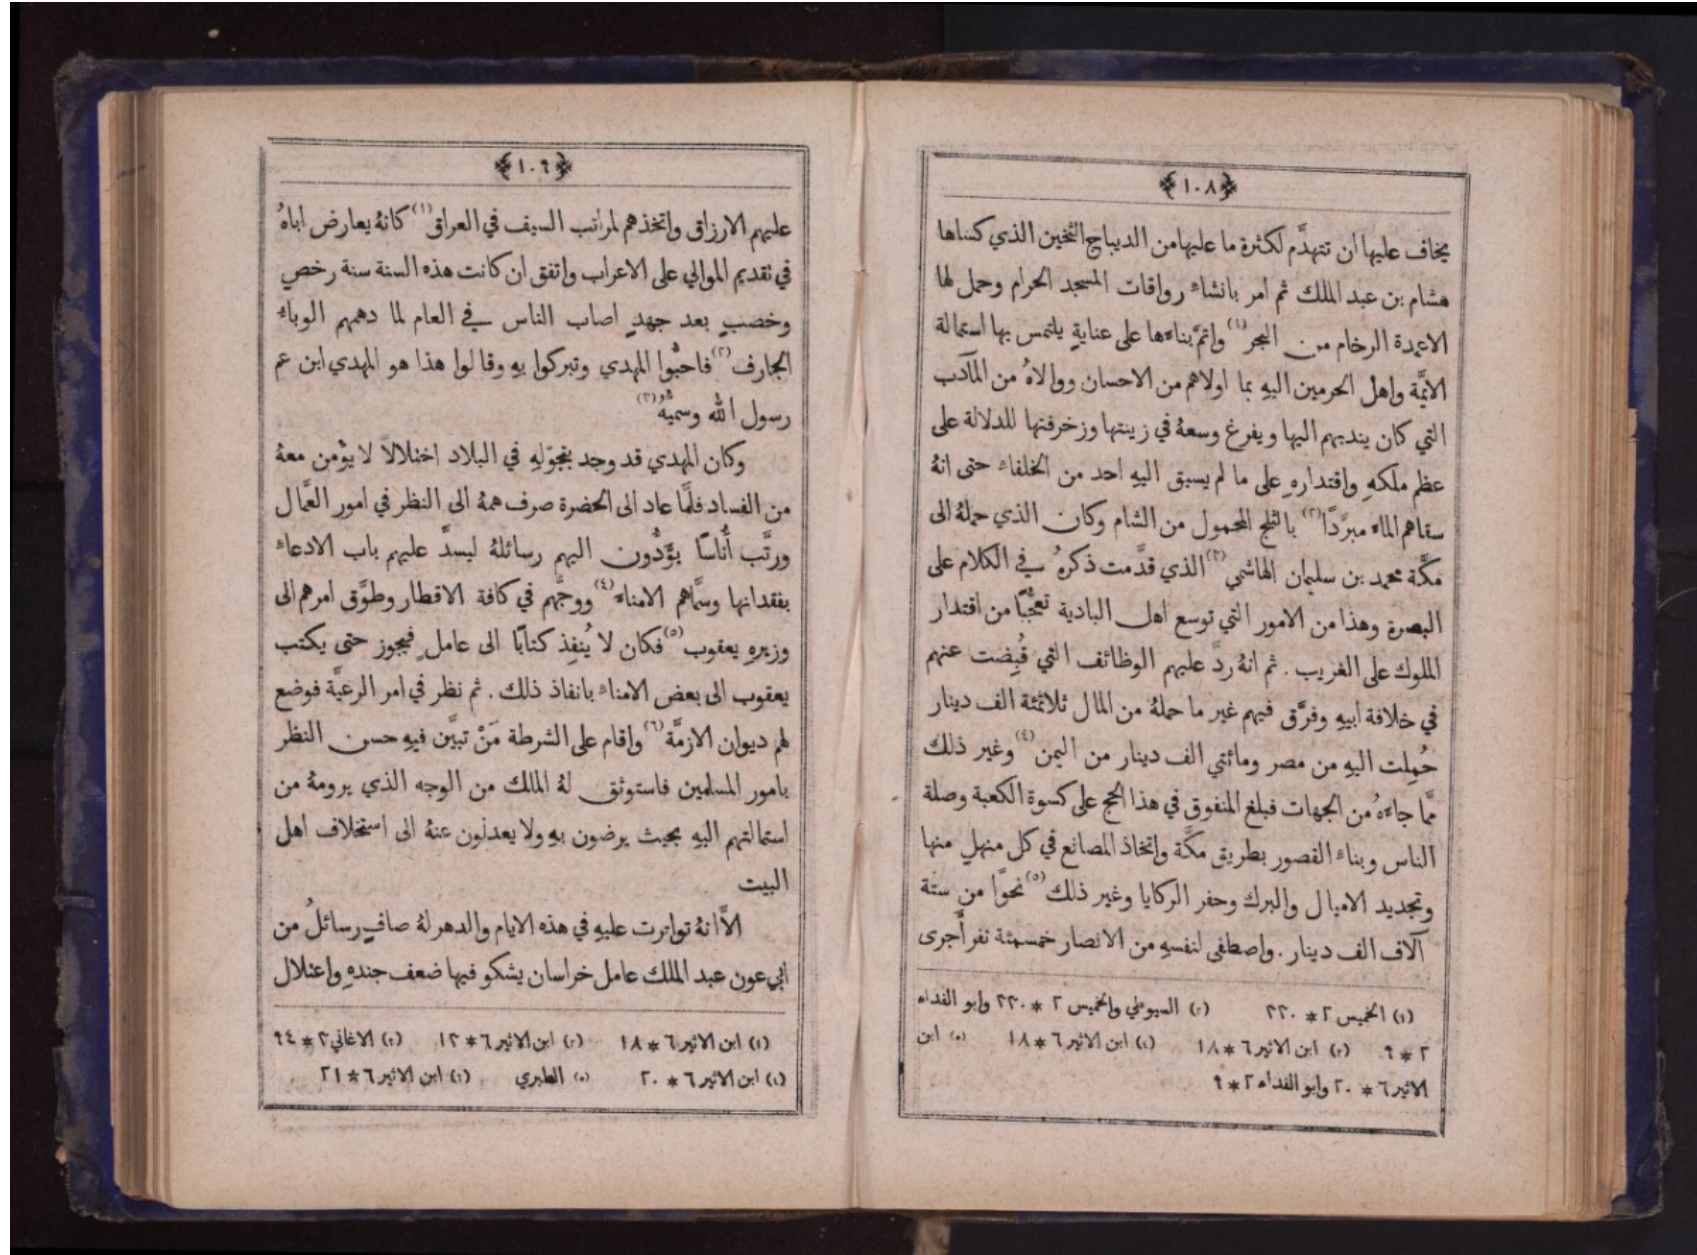 ﴿١٠٨﴾
يخاف عليها ان تتهدَّم لكثرة ما عليها من الديباج الثخين الذي كساها
هشام بن عبد الملك ثم امر بانشاء رواقات المسجد الحرام وحمل لها
الاعمدة الرخام من البحر(١) واتمَّ بناءها على عنايةٍ يلتمس بها استمالة
الائمَّة واهل الحرمين اليهِ بما اولاهم من الاحسان ووالاهُ من المآدب
التي كان يندبهم اليها ويفرغ وسعهُ في زينتها وزخرفتها للدلالة على
عظم ملكهِ واقتدارهِ على ما لم يسبق اليهِ احد من الخلفاء حتى انهُ
سقاهم الماء مبرَّدًا(٢) بالثلج المحمول من الشام وكان الذي حملهُ الى
مكَّة محمد بن سليمان الهاشمي(٣) الذي قدَّمت ذكرهُ في الكلام على
البصرة وهذا من الامور التي توسع اهل البادية تعجُّبًا من اقتدار
الملوك على الغريب . ثم انهُ ردَّ عليهم الوظائف التي قُبِضت عنهم
في خلافة ابيهِ وفرَّق فيهم غير ما حملهُ من المال ثلاثمئة الف دينار
حُمِلت اليهِ من مصر ومائتي الف دينار من اليمن(٤) وغير ذلك
ممَّا جاءَهُ من الجهات فبلغ المنفوق في هذا الحج على كسوة الكعبة وصلة
الناس وبناء القصور بطريق مكَّة واتخاذ المصانع في كل منهلٍ منها
وتجديد الاميال والبرك وحفر الركايا وغير ذلك(٥) نحوًا من ستَّة
آلاف الف دينار . واصطفى لنفسهِ من الانصار خمسمئة نفر أَجرى
(١) الخميس ٢ * ٣٣٠ (٢) السيوطي والخميس ٢ * ٣٣٠ وابو الفداء
٢ * ٩ (٣) ابن الاثير ٦ * ١٨ (٤) ابن الاثير ٦ * ١٨ (٥) ابن
الاثير ٦ * ٢٠ وابو الفداء ٢ * ٩
﴿١٠٩﴾
عليهم الارزاق واتخذهم لمراتب السيف في العراق(١) كانهُ يعارض اباهُ
في تقديم الموالي على الاعراب واتفق ان كانت هذه السنة سنة رخصٍ
وخصبٍ بعد جهدٍ اصاب الناس في العام لما دهمهم الوباء
الجارف(٢) فاحبُّوا المهدي وتبركوا بهِ وقالوا هذا هو المهدي ابن عم
رسول الله وسميُّهُ(٣)
وكان المهدي قد وجد بتجوّلهِ في البلاد اختلالاً لا يؤمن معهُ
من الفساد فلمَّا عاد الى الحضرة صرف همهُ الى النظر في امور العمَّال
ورتَّب أُناسًا يؤَدُّون اليهم رسائلهُ ليسدَّ عليهم باب الادعاء
بفقدانها وسمَّاهم الامناء(٤) ووجَّهم في كافة الاقطار وطوَّق امرهم الى
وزيرهِ يعقوب(٥) فكان لا يُنفِذ كتابًا الى عاملٍ فيجوز حتى يكتب
يعقوب الى بعض الامناء بانفاذ ذلك . ثم نظر في امر الرعيَّة فوضع
لهم ديوان الازمَّة(٦) واقام على الشرطة مَنْ تبيَّن فيهِ حسن النظر
بامور المسلمين فاستوثق لهُ المالك من الوجه الذي يرومهُ من
استمالتهم اليهِ بحيث يرضون بهِ ولا يعدلون عنهُ الى استخلاف اهل
البيت
الاَّ انهُ تواترت عليهِ في هذه الايام والدهر لهُ صافٍ رسائلُ من
ابي عون عبد الملك عامل خراسان يشكو فيها ضعف جندهِ واعتلال
(١) ابن الاثير ٦ * ١٨ (٢) ابن الاثير ٦ * ١٢ (٣) الاغاني ٣ * ٩٤
(٤) ابن الاثير ٦ * ٢٠ (٥) الطبري (٦) ابن الاثير ٦ * ٢١